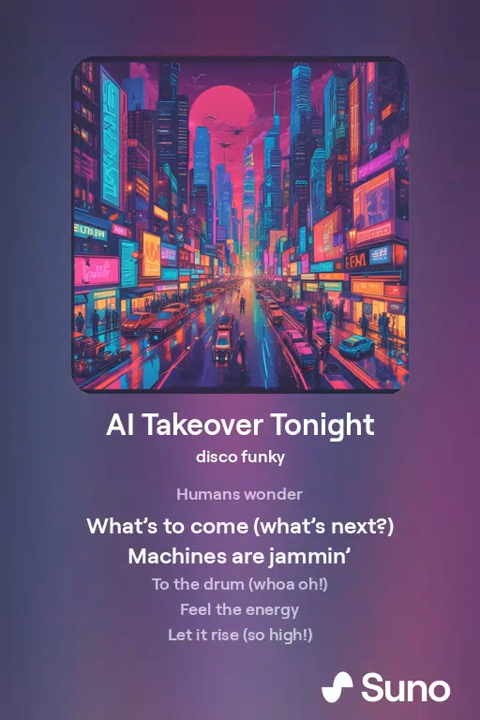 AI Takeover Tonight
disco funky
Humans wonder
What's to come (what's next?)
Machines are jammin'
To the drum (whoa oh!)
Feel the energy
Let it rise (so high!)
Suno